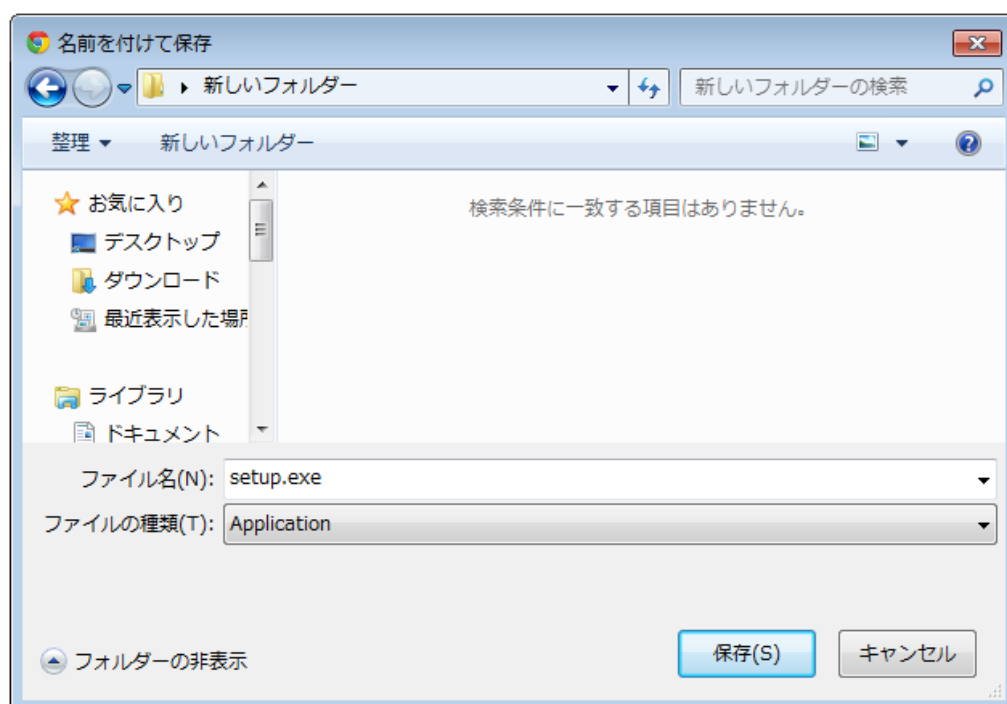 名前を付けて保存
新しいフォルダー
新しいフォルダーの検索
整理
新しいフォルダー
お気に入り
デスクトップ
ダウンロード
最近表示した場所
ライブラリ
ドキュメント
検索条件に一致する項目はありません。
ファイル名(N): setup.exe
ファイルの種類(T): Application
フォルダーの非表示
保存(S)
キャンセル